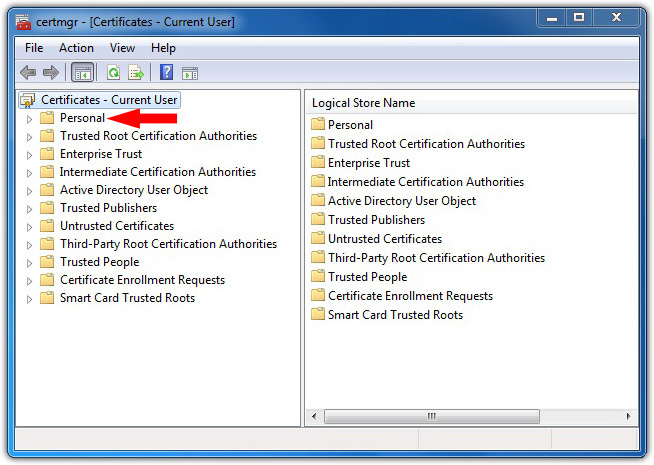 certmgr - [Certificates - Current User]
File Action View Help
Certificates - Current User
Personal
Trusted Root Certification Authorities
Enterprise Trust
Intermediate Certification Authorities
Active Directory User Object
Trusted Publishers
Untrusted Certificates
Third-Party Root Certification Authorities
Trusted People
Certificate Enrollment Requests
Smart Card Trusted Roots
Logical Store Name
Personal
Trusted Root Certification Authorities
Enterprise Trust
Intermediate Certification Authorities
Active Directory User Object
Trusted Publishers
Untrusted Certificates
Third-Party Root Certification Authorities
Trusted People
Certificate Enrollment Requests
Smart Card Trusted Roots